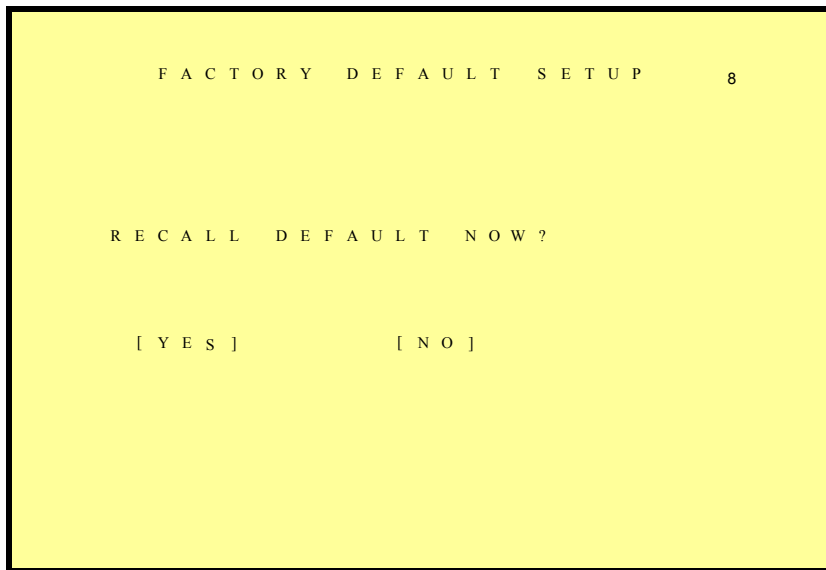 FACTORY DEFAULT SETUP 8
RECALL DEFAULT NOW?
[YES] [NO]